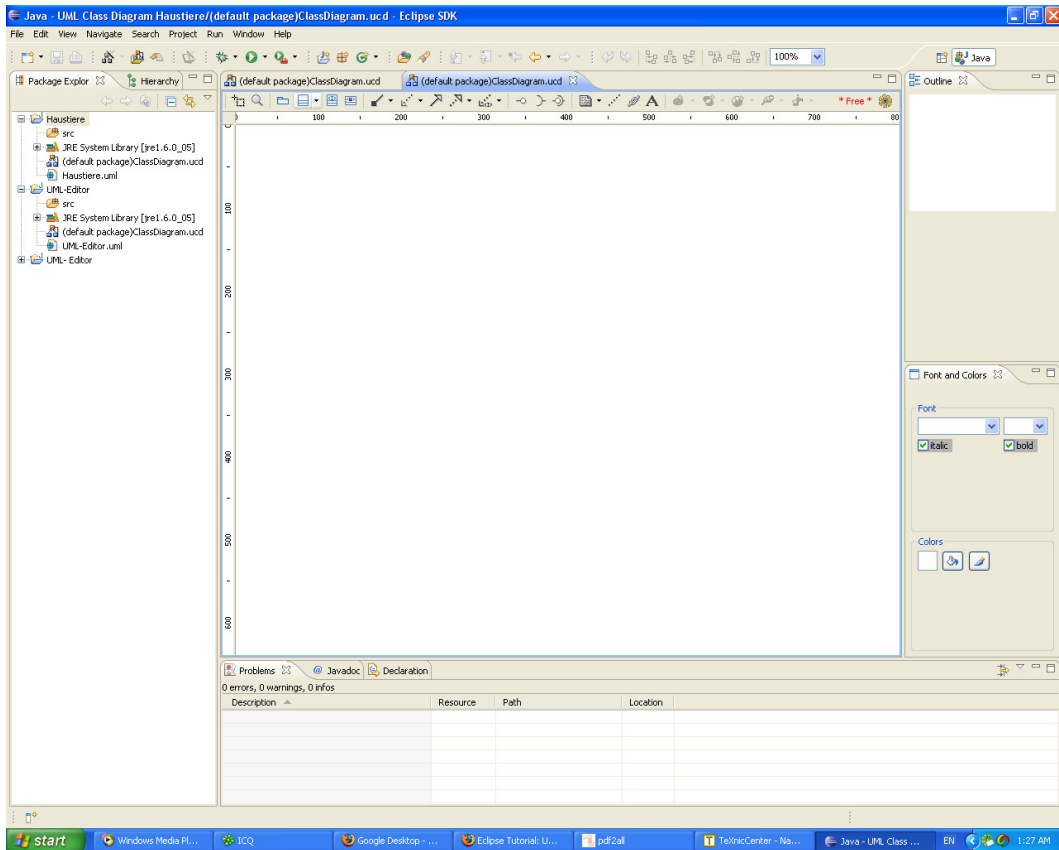 Java - UML Class Diagram Haustiere/(default package)ClassDiagram.ucd - Eclipse SDK
File Edit View Navigate Search Project Run Window Help
100%
Java
Package Explor
Hierarchy
(default package)ClassDiagram.ucd
(default package)ClassDiagram.ucd
Outline
* Free *
100 200 300 400 500 600 700 80
Haustiere
src
JRE System Library [jre1.6.0_05]
(default package)ClassDiagram.ucd
Haustiere.uml
UML-Editor
src
JRE System Library [jre1.6.0_05]
(default package)ClassDiagram.ucd
UML-Editor.uml
UML- Editor
0
100
200
300
400
500
600
Font and Colors
Font
italic
bold
Colors
Problems
@ Javadoc
Declaration
0 errors, 0 warnings, 0 infos
Description Resource Path Location
start
Windows Media Pl...
ICQ
Google Desktop - ...
Eclipse Tutorial: U...
pdf2all
TeXnicCenter - Na...
Java - UML Class ...
EN
1:27 AM